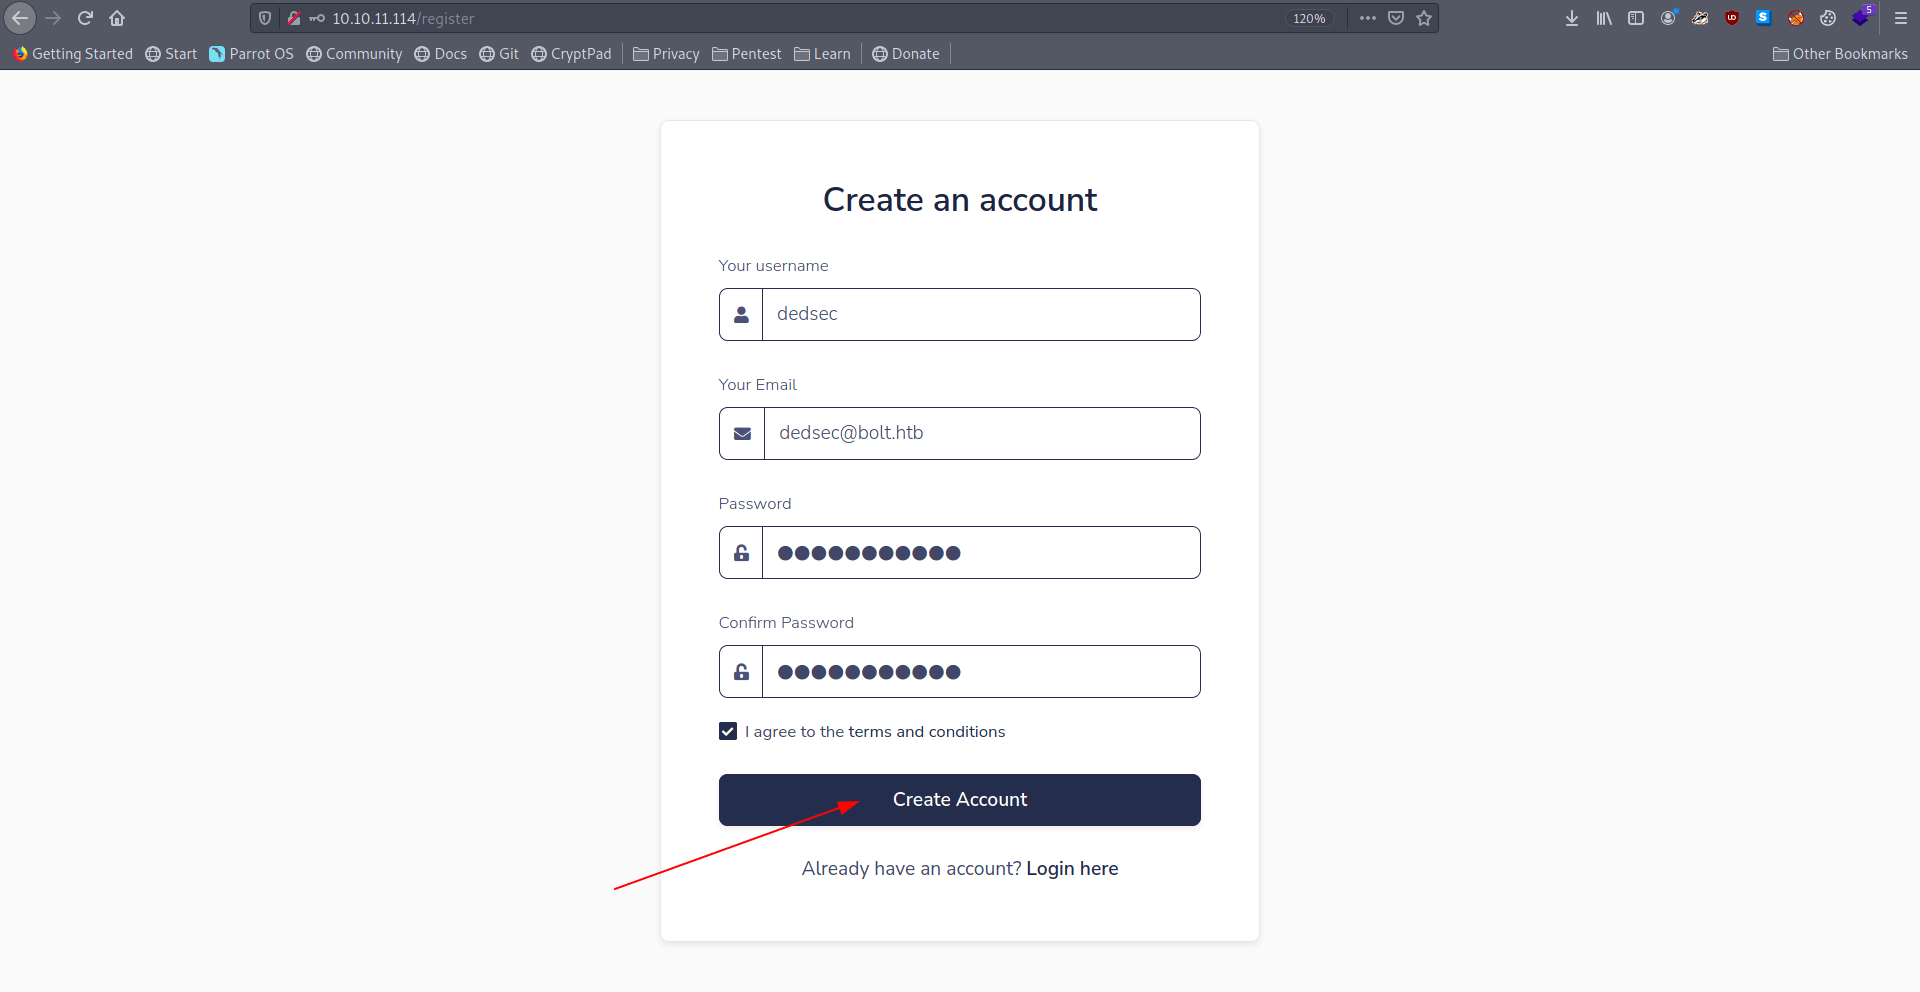 10.10.11.114/register 120% 5
Getting Started Start Parrot OS Community Docs Git CryptPad Privacy Pentest Learn Donate Other Bookmarks
Create an account
Your username
dedsec
Your Email
dedsec@bolt.htb
Password
●●●●●●●●●●●
Confirm Password
●●●●●●●●●●●
I agree to the terms and conditions
Create Account
Already have an account? Login here